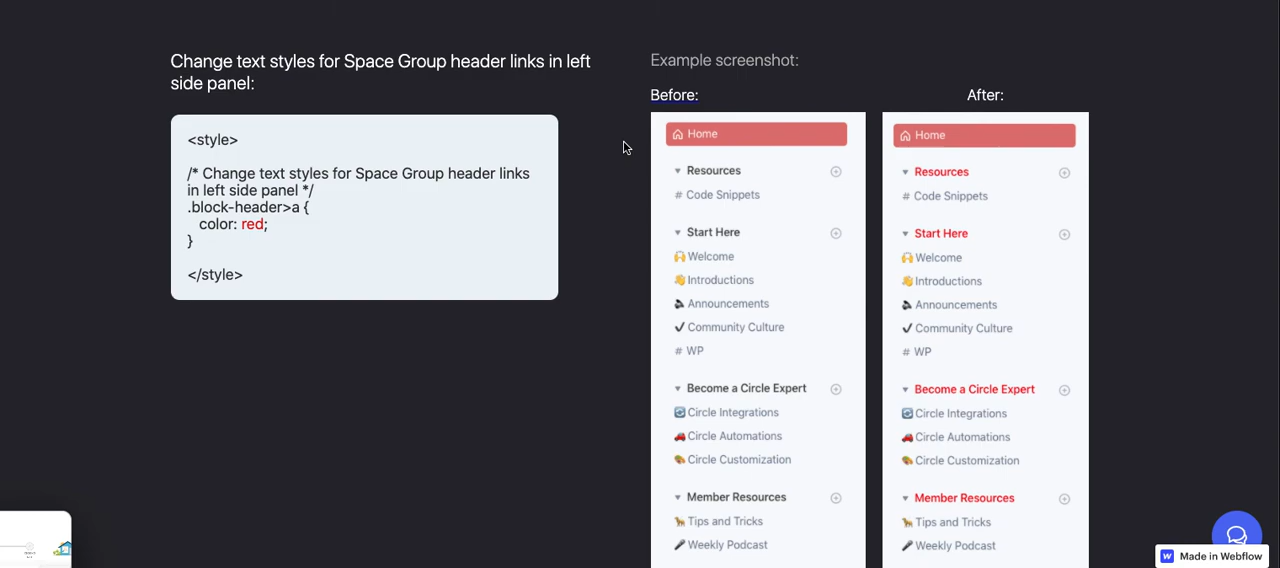 Change text styles for Space Group header links in left
side panel:
<style>
/* Change text styles for Space Group header links
in left side panel */
.block-header>a {
color: red;
}
</style>
Example screenshot:
Before:
Home
Resources
# Code Snippets
Start Here
Welcome
Introductions
Announcements
Community Culture
# WP
Become a Circle Expert
Circle Integrations
Circle Automations
Circle Customization
Member Resources
Tips and Tricks
Weekly Podcast
After:
Home
Resources
# Code Snippets
Start Here
Welcome
Introductions
Announcements
Community Culture
# WP
Become a Circle Expert
Circle Integrations
Circle Automations
Circle Customization
Member Resources
Tips and Tricks
Weekly Podcast
Made in Webflow